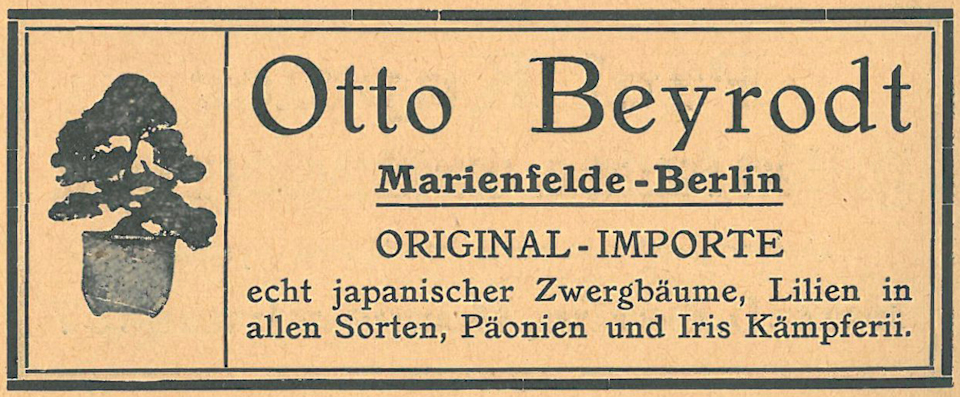 Otto Beyrodt
Marienfelde-Berlin
ORIGINAL-IMPORTE
echt japanischer Zwergbäume, Lilien in
allen Sorten, Päonien und Iris Kämpferii.